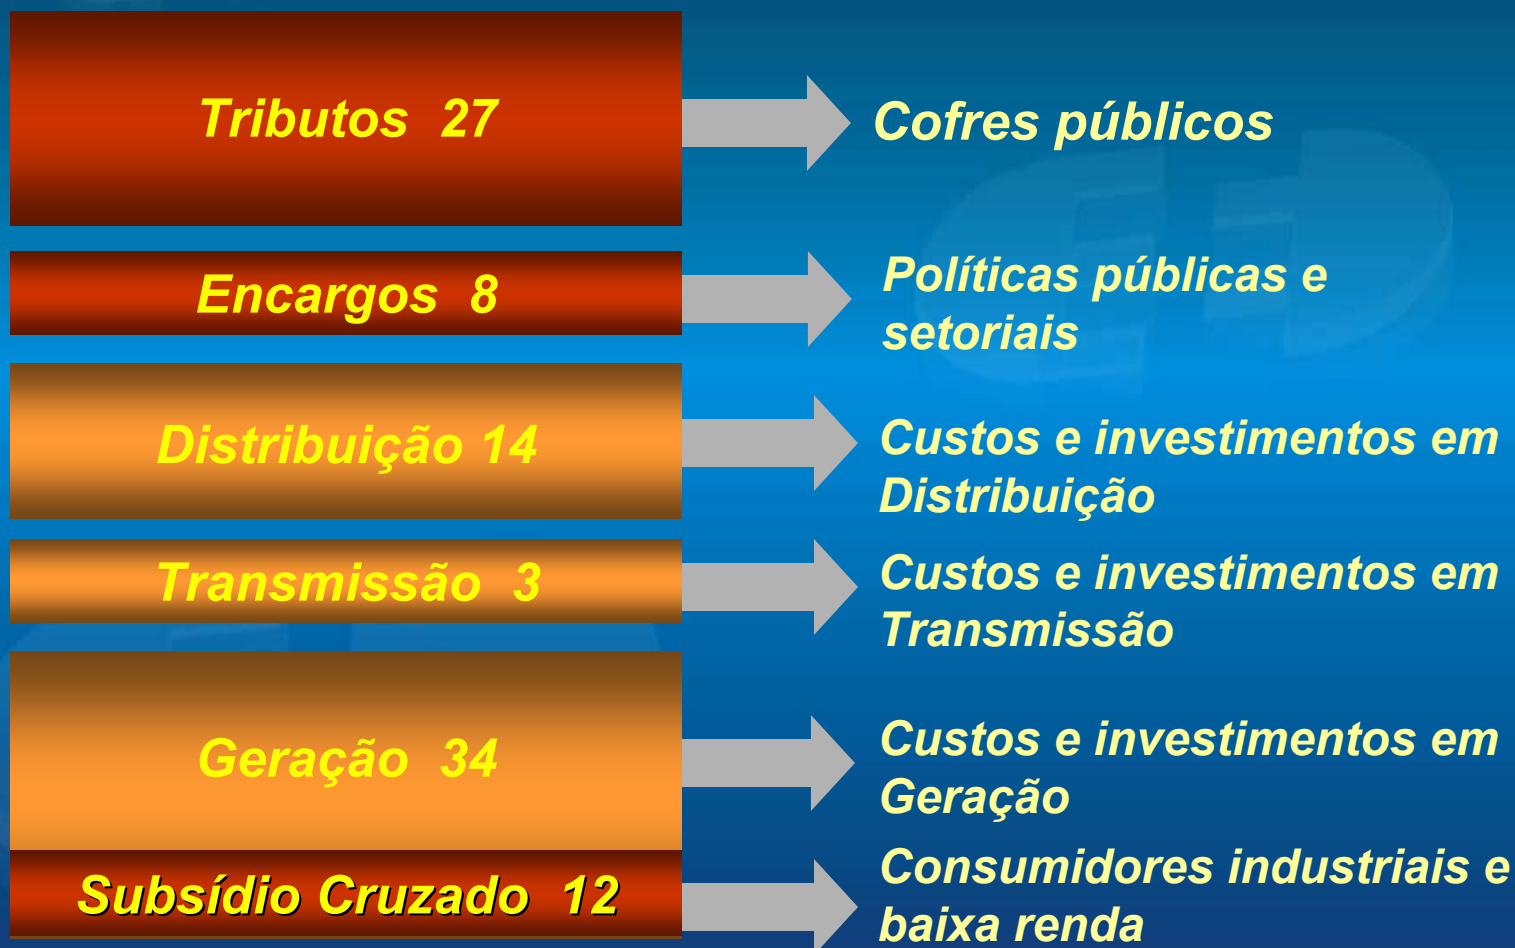 Tributos 27
Cofres públicos
Encargos 8
Políticas públicas e
setoriais
Distribuição 14
Custos e investimentos em
Distribuição
Transmissão 3
Custos e investimentos em
Transmissão
Geração 34
Custos e investimentos em
Geração
Subsídio Cruzado 12
Consumidores industriais e
baixa renda